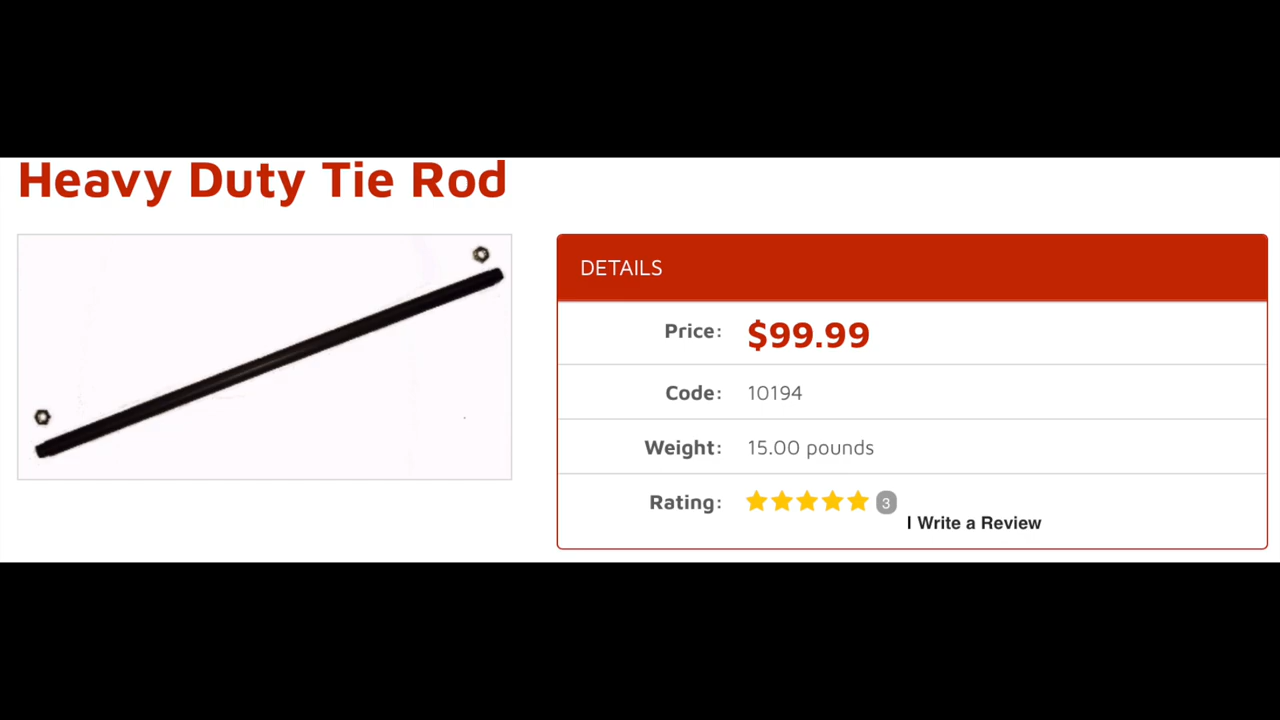 Heavy Duty Tie Rod
DETAILS
Price: $99.99
Code: 10194
Weight: 15.00 pounds
Rating: 3
I Write a Review